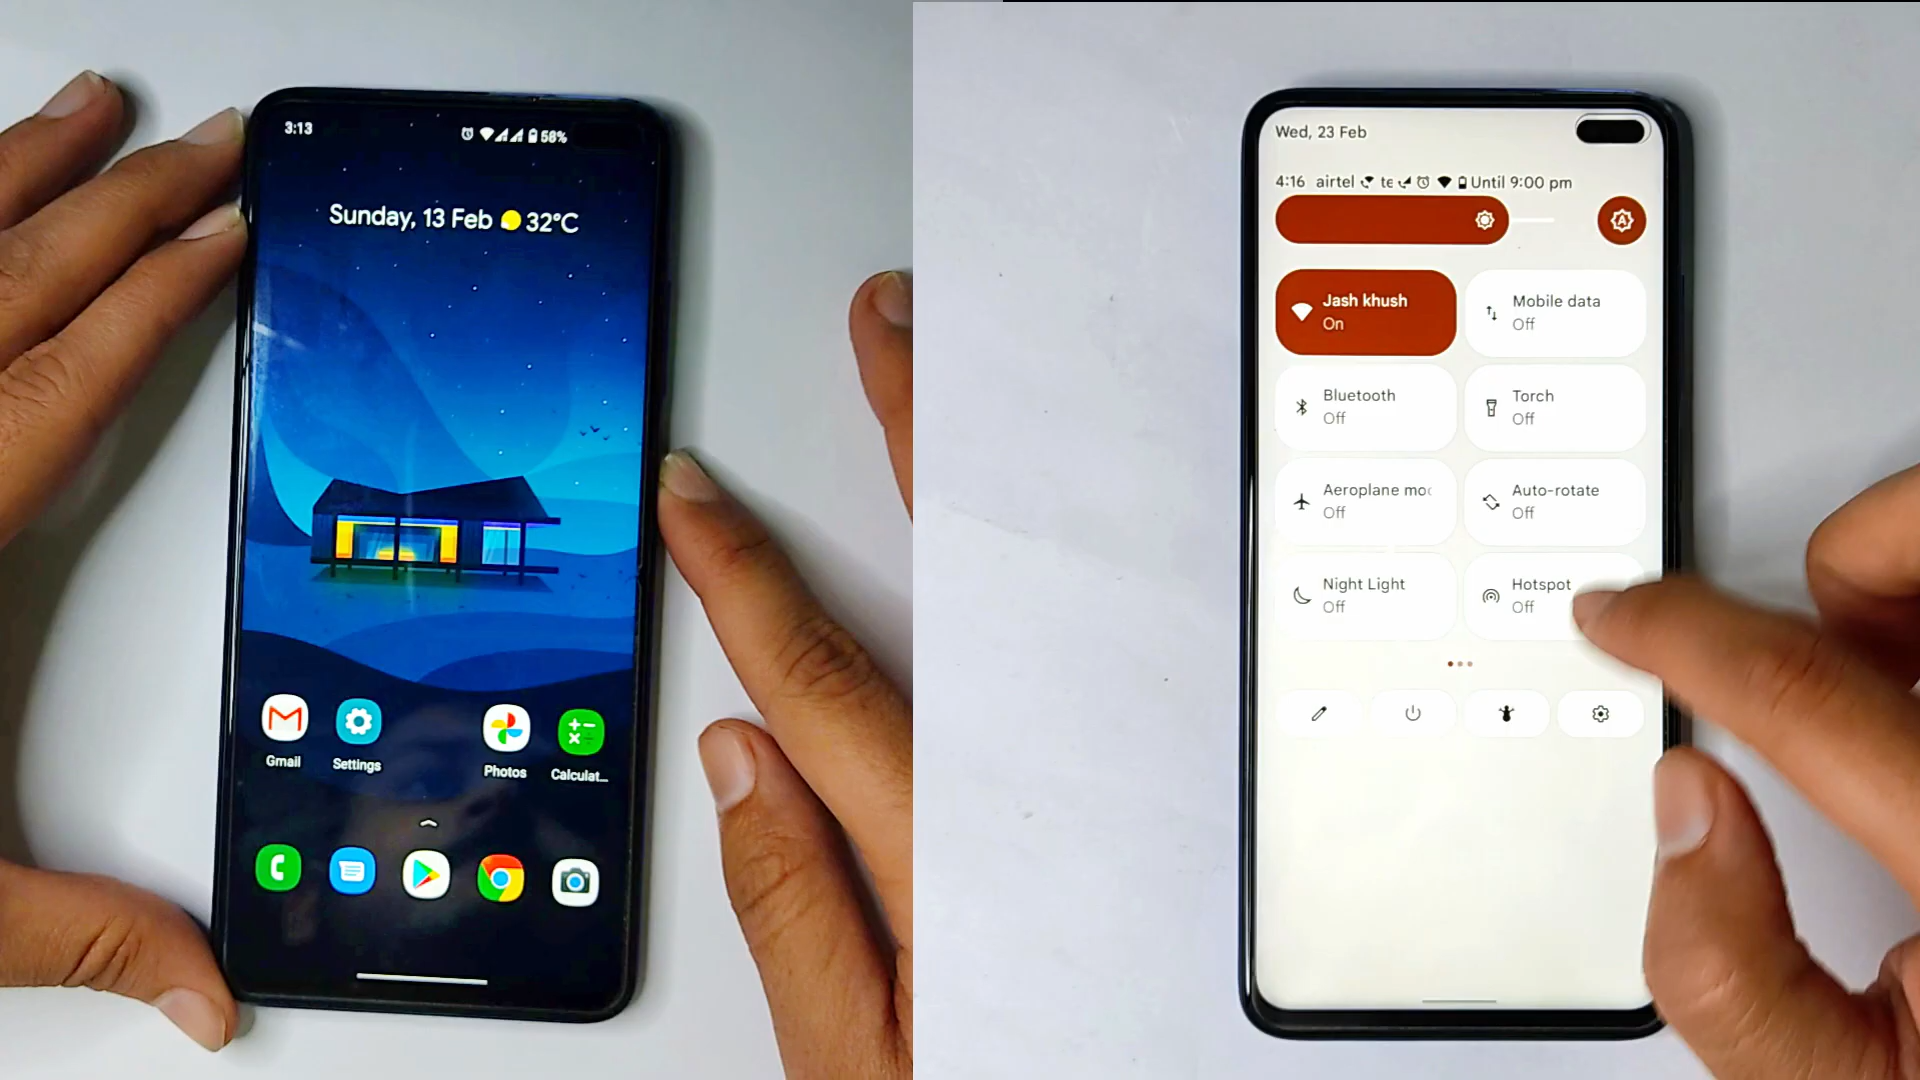 3:13
58%
Sunday, 13 Feb 32°C
Gmail
Settings
Photos
Calculat...
Wed, 23 Feb
4:16 airtel te Until 9:00 pm
A
Jash khush
On
Mobile data
Off
Bluetooth
Off
Torch
Off
Aeroplane mo
Off
Auto-rotate
Off
Night Light
Off
Hotspot
Off